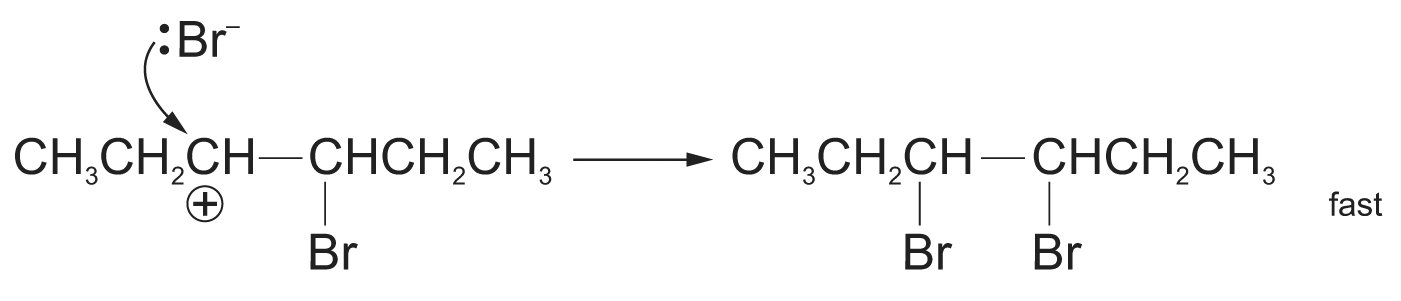 :Br⁻
CH₃CH₂CH—CHCH₂CH₃ ⟶ CH₃CH₂CH—CHCH₂CH₃
⊕ fast
Br Br Br